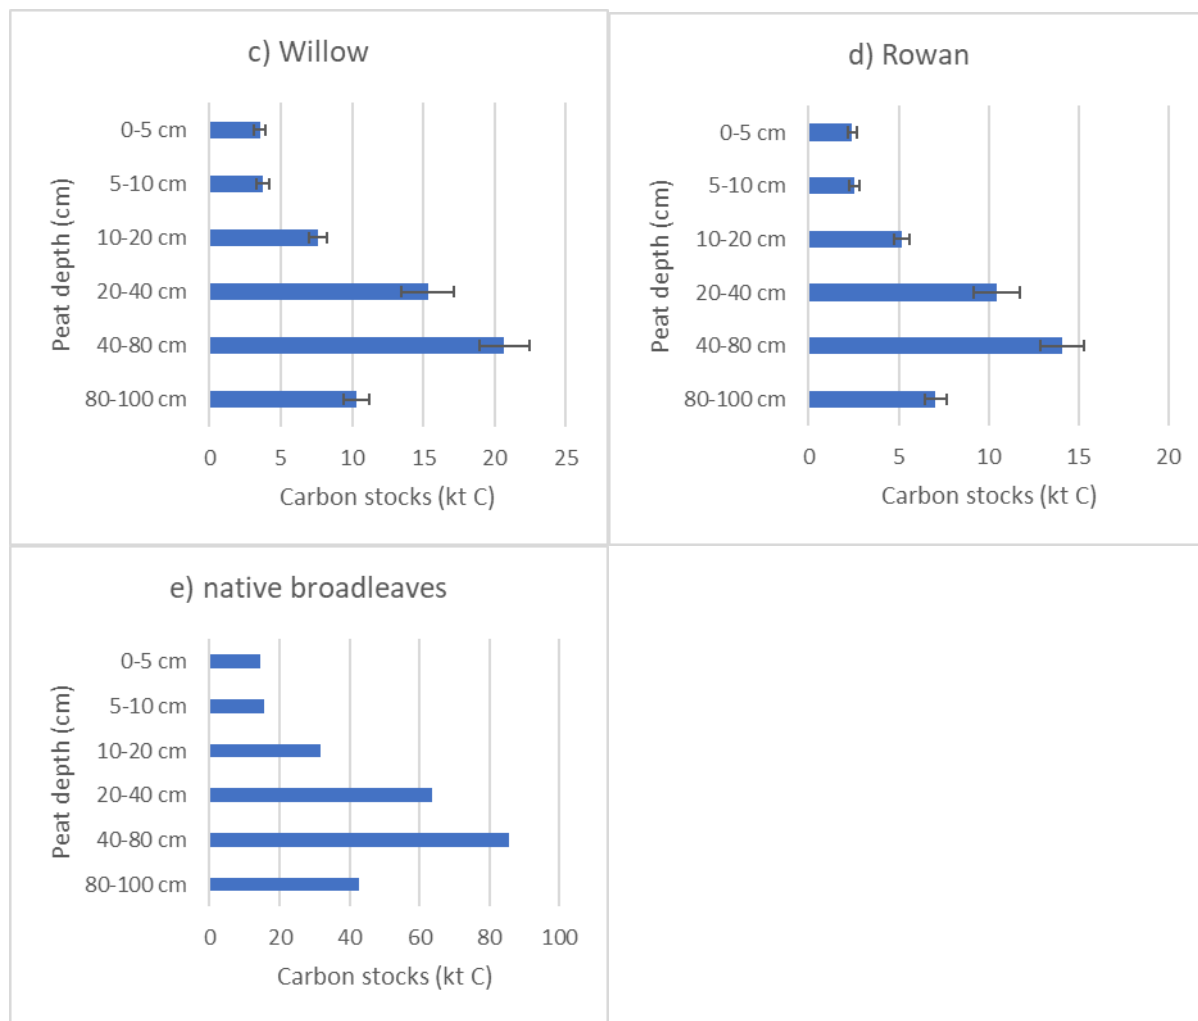 c) Willow
Peat depth (cm)
0-5 cm
5-10 cm
10-20 cm
20-40 cm
40-80 cm
80-100 cm
0 5 10 15 20 25
Carbon stocks (kt C)
d) Rowan
Peat depth (cm)
0-5 cm
5-10 cm
10-20 cm
20-40 cm
40-80 cm
80-100 cm
0 5 10 15 20
Carbon stocks (kt C)
e) native broadleaves
Peat depth (cm)
0-5 cm
5-10 cm
10-20 cm
20-40 cm
40-80 cm
80-100 cm
0 20 40 60 80 100
Carbon stocks (kt C)